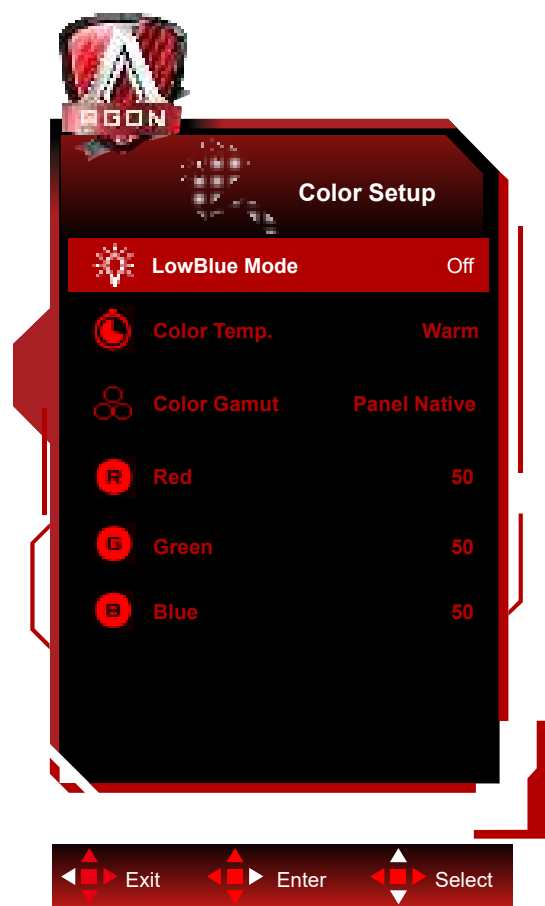 AGON
Color Setup
LowBlue Mode Off
Color Temp. Warm
Color Gamut Panel Native
R Red 50
G Green 50
B Blue 50
Exit Enter Select